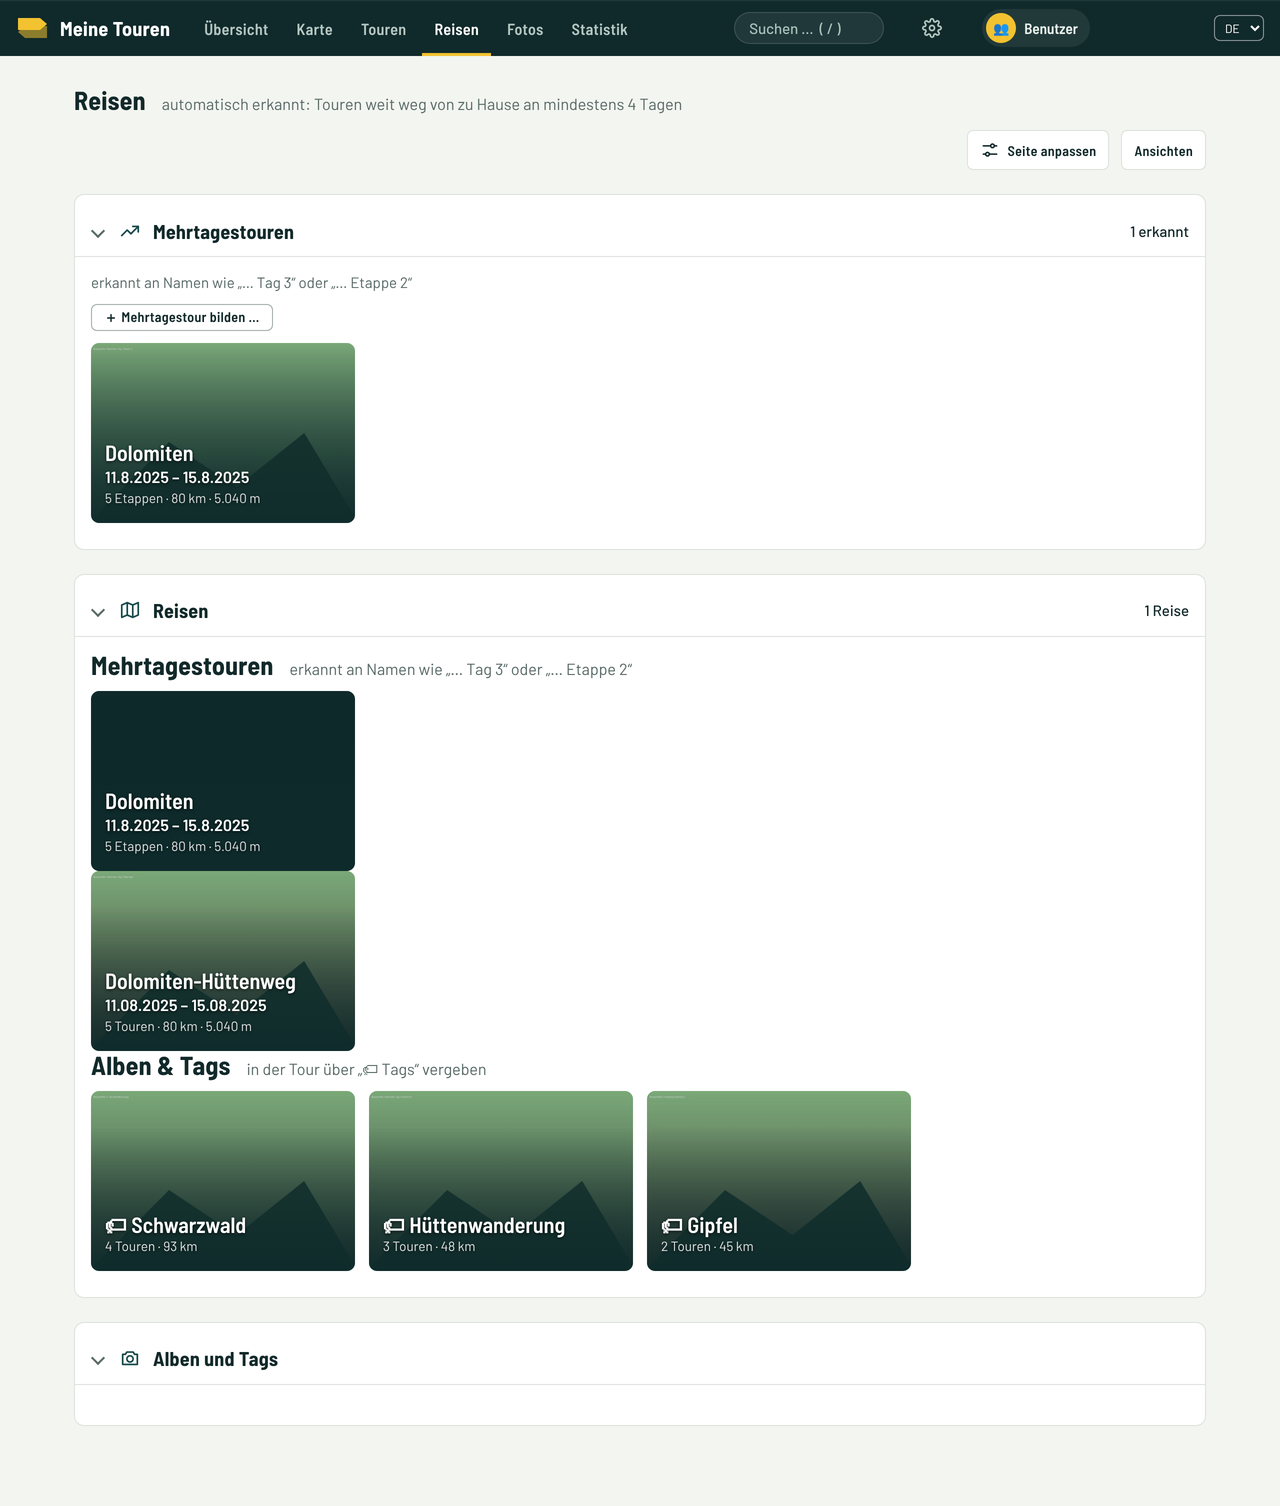 Meine Touren Übersicht Karte Touren Reisen Fotos Statistik Suchen … ( / ) Benutzer DE
Reisen automatisch erkannt: Touren weit weg von zu Hause an mindestens 4 Tagen
Seite anpassen Ansichten
Mehrtagestouren 1 erkannt
erkannt an Namen wie „… Tag 3“ oder „… Etappe 2“
+ Mehrtagestour bilden …
Dolomiten
11.8.2025 – 15.8.2025
5 Etappen · 80 km · 5.040 m
Reisen 1 Reise
Mehrtagestouren erkannt an Namen wie „… Tag 3“ oder „… Etappe 2“
Dolomiten
11.8.2025 – 15.8.2025
5 Etappen · 80 km · 5.040 m
Dolomiten-Hüttenweg
11.08.2025 – 15.08.2025
5 Touren · 80 km · 5.040 m
Alben & Tags in der Tour über „🏷 Tags“ vergeben
🏷 Schwarzwald
4 Touren · 93 km
🏷 Hüttenwanderung
3 Touren · 48 km
🏷 Gipfel
2 Touren · 45 km
Alben und Tags